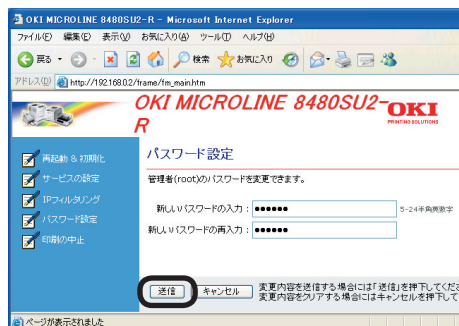 OKI MICROLINE 8480SU2-R - Microsoft Internet Explorer
ファイル(F) 編集(E) 表示(V) お気に入り(A) ツール(T) ヘルプ(H)
戻る 検索 お気に入り
アドレス(D) http://192.168.0.2/frame/fm_main.htm
OKI MICROLINE 8480SU2-R
OKI
PRINTING SOLUTIONS
再起動 & 初期化
サービスの設定
IPフィルタリング
パスワード設定
印刷の中止
パスワード設定
管理者(root)のパスワードを変更できます。
新しいパスワードの入力: ●●●●●● 5-24半角英数字
新しいパスワードの再入力: ●●●●●●
送信 キャンセル
変更内容を送信する場合には「送信」を押下してくださ
変更内容をクリアする場合にはキャンセルを押下して
ページが表示されました